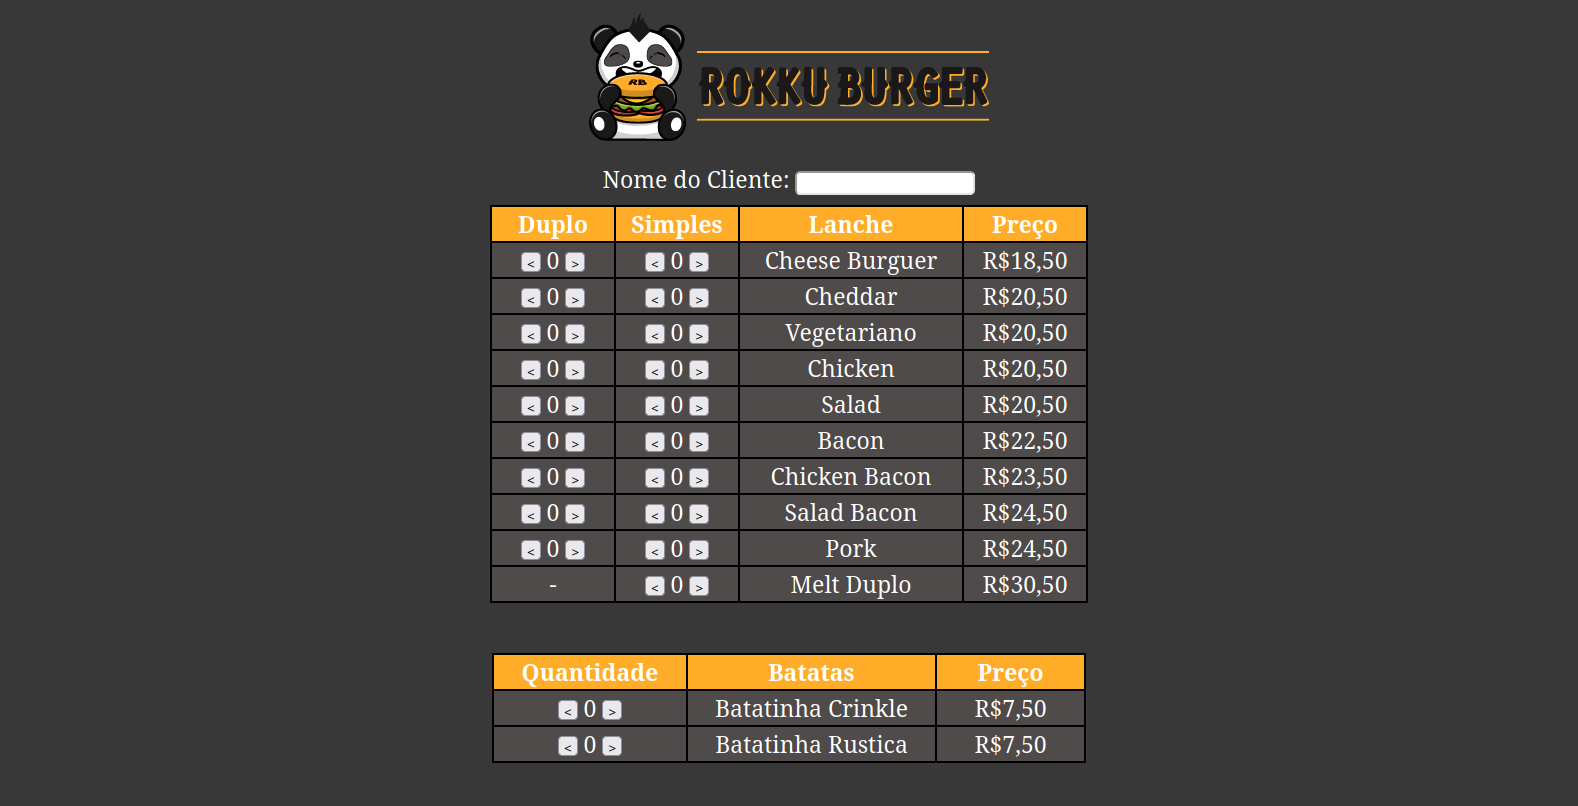 RB
ROKKU BURGER
Nome do Cliente:
Duplo Simples Lanche Preço
< 0 > < 0 > Cheese Burguer R$18,50
< 0 > < 0 > Cheddar R$20,50
< 0 > < 0 > Vegetariano R$20,50
< 0 > < 0 > Chicken R$20,50
< 0 > < 0 > Salad R$20,50
< 0 > < 0 > Bacon R$22,50
< 0 > < 0 > Chicken Bacon R$23,50
< 0 > < 0 > Salad Bacon R$24,50
< 0 > < 0 > Pork R$24,50
- < 0 > Melt Duplo R$30,50
Quantidade Batatas Preço
< 0 > Batatinha Crinkle R$7,50
< 0 > Batatinha Rustica R$7,50